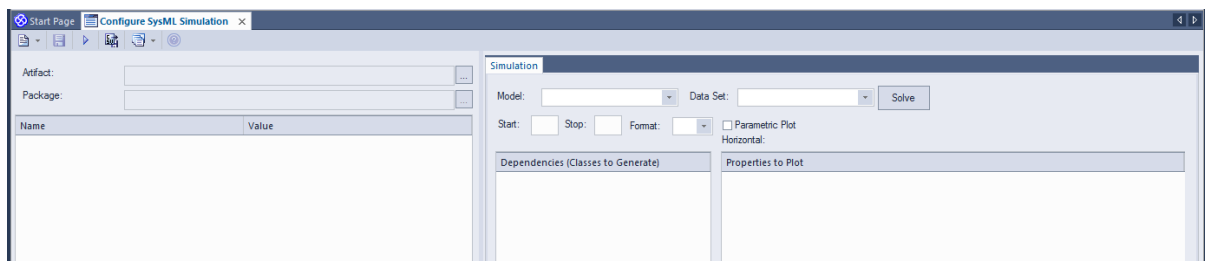 Start Page Configure SysML Simulation
Artifact:
Package:
Name Value
Simulation
Model: Data Set: Solve
Start: Stop: Format: Parametric Plot
Horizontal:
Dependencies (Classes to Generate) Properties to Plot